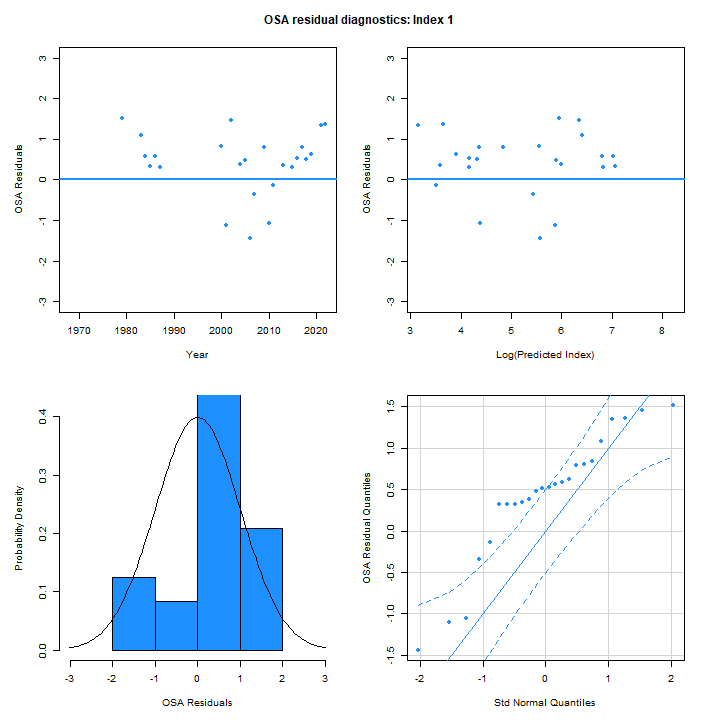 OSA residual diagnostics: Index 1
OSA Residuals
3
2
1
0
-1
-2
-3
1970 1980 1990 2000 2010 2020
Year
OSA Residuals
3
2
1
0
-1
-2
-3
3 4 5 6 7 8
Log(Predicted Index)
Probability Density
0.4
0.3
0.2
0.1
0.0
-3 -2 -1 0 1 2 3
OSA Residuals
OSA Residual Quantiles
1.5
1.0
0.5
0.0
-0.5
-1.0
-1.5
-2 -1 0 1 2
Std Normal Quantiles